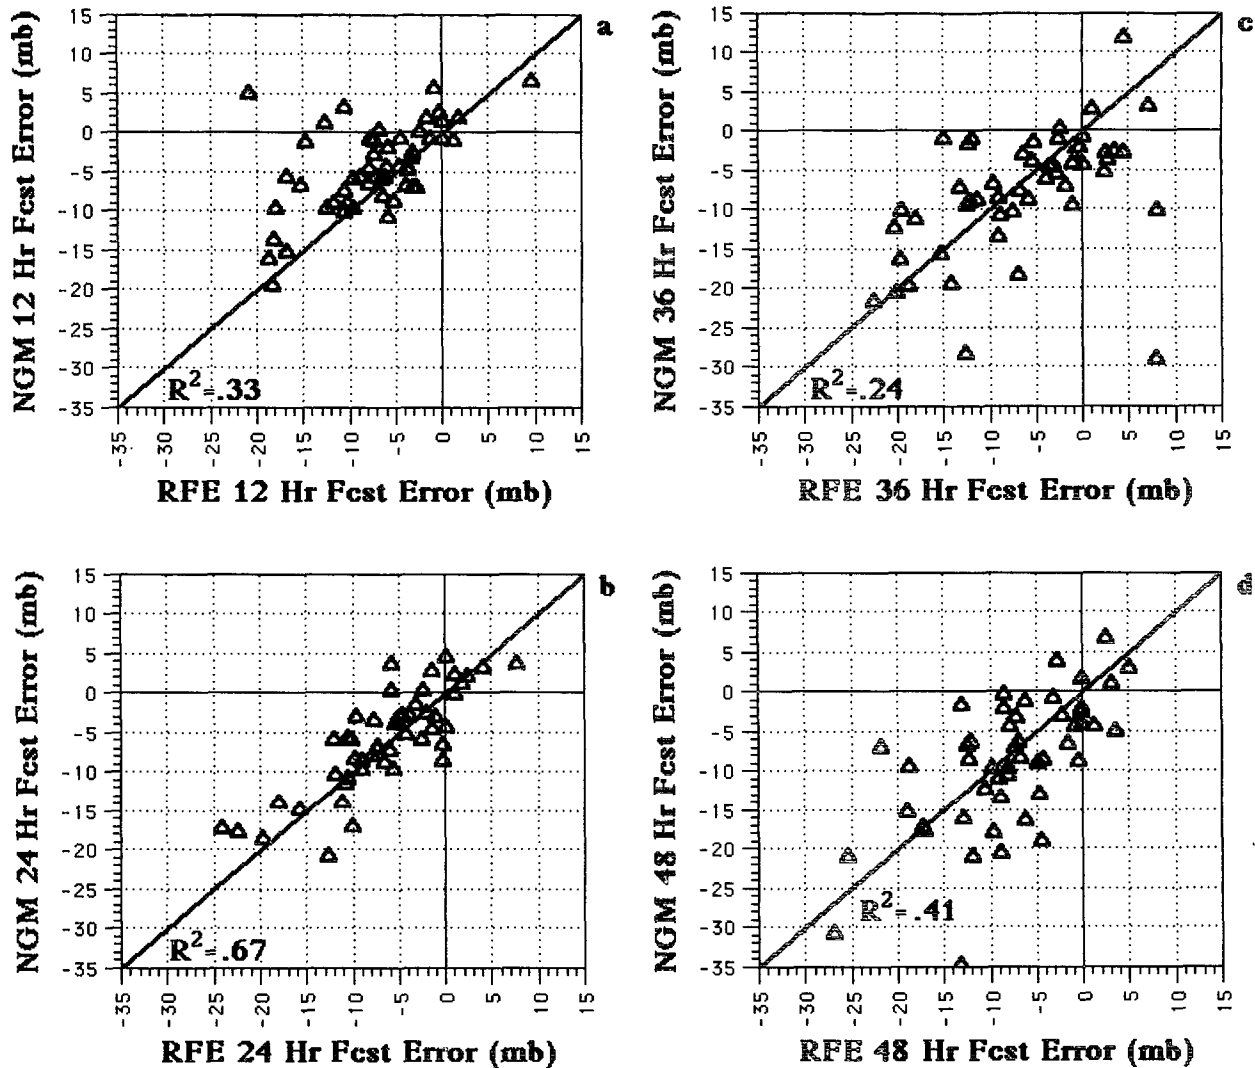 a
NGM 12 Hr Fcst Error (mb)
15
10
5
0
-5
-10
-15
-20
-25
-30
-35
R²=.33
-35 -30 -25 -20 -15 -10 -5 0 5 10 15
RFE 12 Hr Fcst Error (mb)
c
NGM 36 Hr Fcst Error (mb)
15
10
5
0
-5
-10
-15
-20
-25
-30
-35
R²=.24
-35 -30 -25 -20 -15 -10 -5 0 5 10 15
RFE 36 Hr Fcst Error (mb)
b
NGM 24 Hr Fcst Error (mb)
15
10
5
0
-5
-10
-15
-20
-25
-30
-35
R²=.67
-35 -30 -25 -20 -15 -10 -5 0 5 10 15
RFE 24 Hr Fcst Error (mb)
d
NGM 48 Hr Fcst Error (mb)
15
10
5
0
-5
-10
-15
-20
-25
-30
-35
R²=.41
-35 -30 -25 -20 -15 -10 -5 0 5 10 15
RFE 48 Hr Fcst Error (mb)